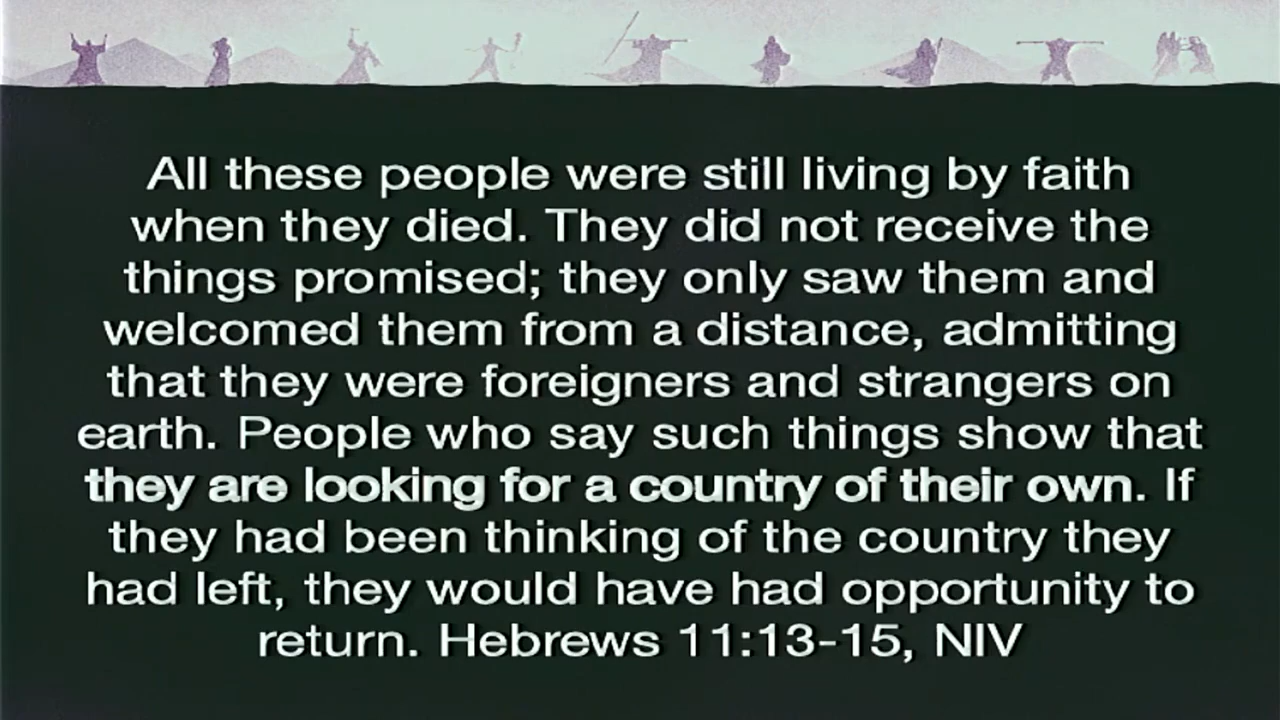 All these people were still living by faith
when they died. They did not receive the
things promised; they only saw them and
welcomed them from a distance, admitting
that they were foreigners and strangers on
earth. People who say such things show that
they are looking for a country of their own. If
they had been thinking of the country they
had left, they would have had opportunity to
return. Hebrews 11:13-15, NIV